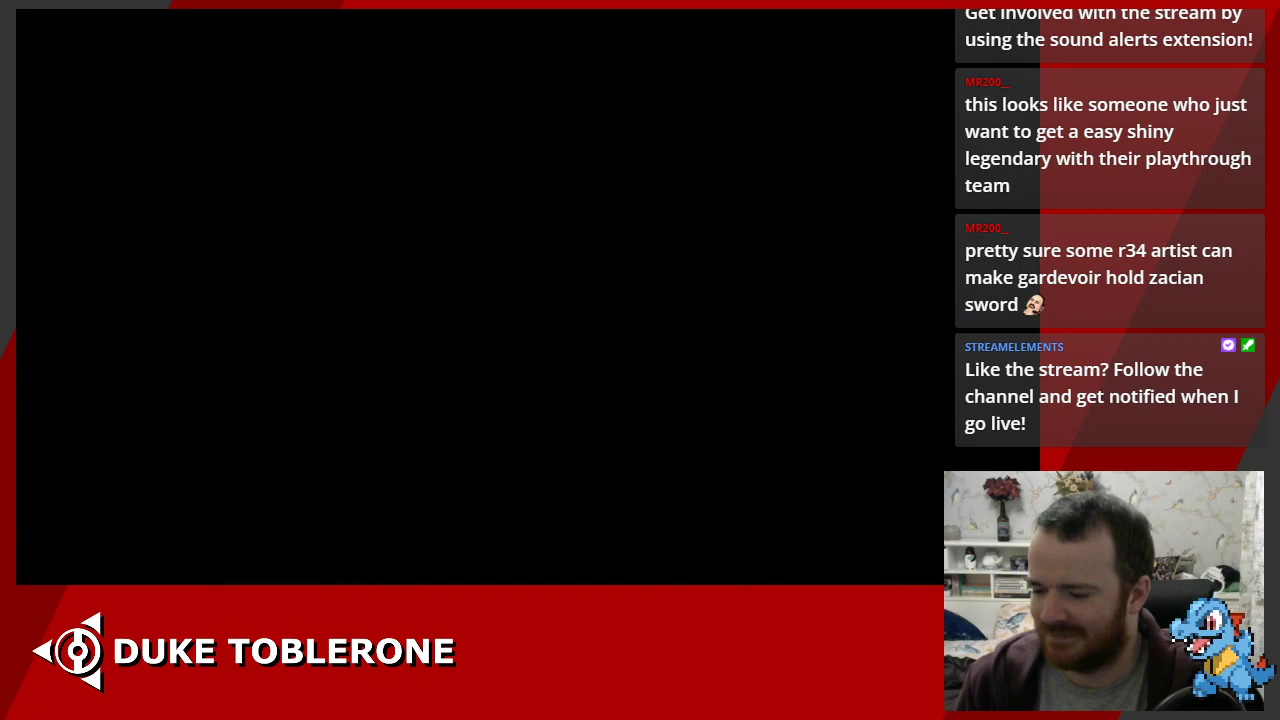 Get involved with the stream by
using the sound alerts extension!
MR200__
this looks like someone who just
want to get a easy shiny
legendary with their playthrough
team
MR200__
pretty sure some r34 artist can
make gardevoir hold zacian
sword
STREAMELEMENTS
Like the stream? Follow the
channel and get notified when I
go live!
DUKE TOBLERONE